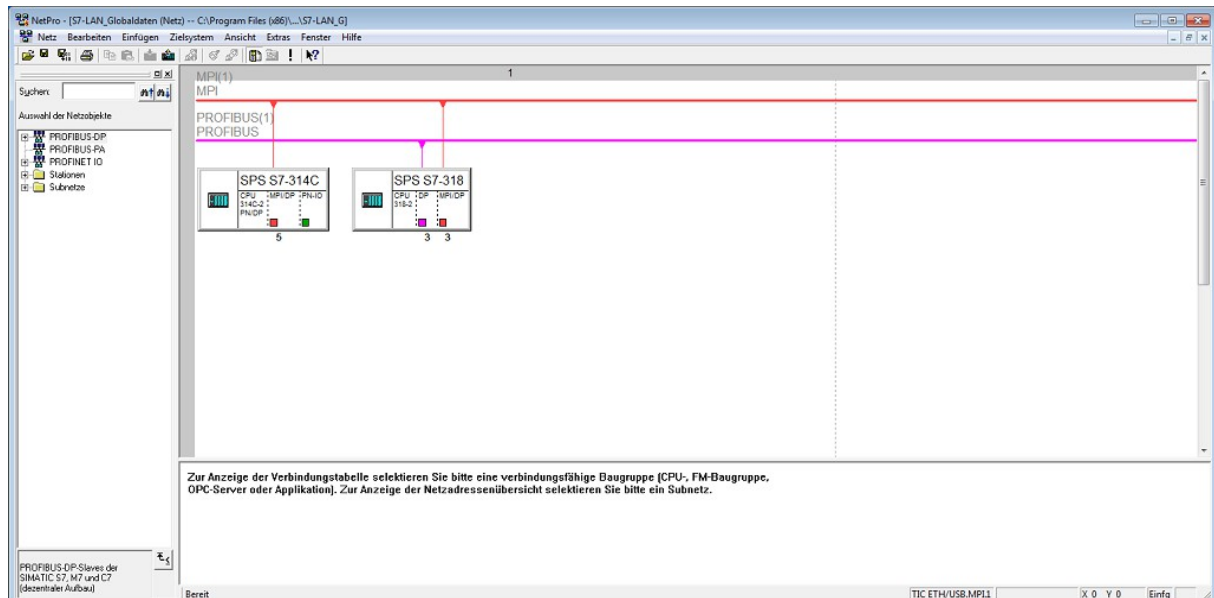 NetPro - [S7-LAN_Globaldaten (Netz) -- C:\Program Files (x86)\...\S7-LAN_G]
Netz Bearbeiten Einfügen Zielsystem Ansicht Extras Fenster Hilfe
Suchen:
Auswahl der Netzobjekte
PROFIBUS-DP
PROFIBUS-PA
PROFINET IO
Stationen
Subnetze
PROFIBUS-DP-Slaves der
SIMATIC S7, M7 und C7
(dezentraler Aufbau)
1
MPI(1)
MPI
PROFIBUS(1)
PROFIBUS
SPS S7-314C
CPU MPI/DP PN-IO
314C-2
PN/DP
5
SPS S7-318
CPU DP MPI/DP
318-2
3 3
Zur Anzeige der Verbindungstabelle selektieren Sie bitte eine verbindungsfähige Baugruppe (CPU-, FM-Baugruppe,
OPC-Server oder Applikation). Zur Anzeige der Netzadressenübersicht selektieren Sie bitte ein Subnetz.
Bereit TIC ETH/USB.MPI.1 X 0 Y 0 Einfg